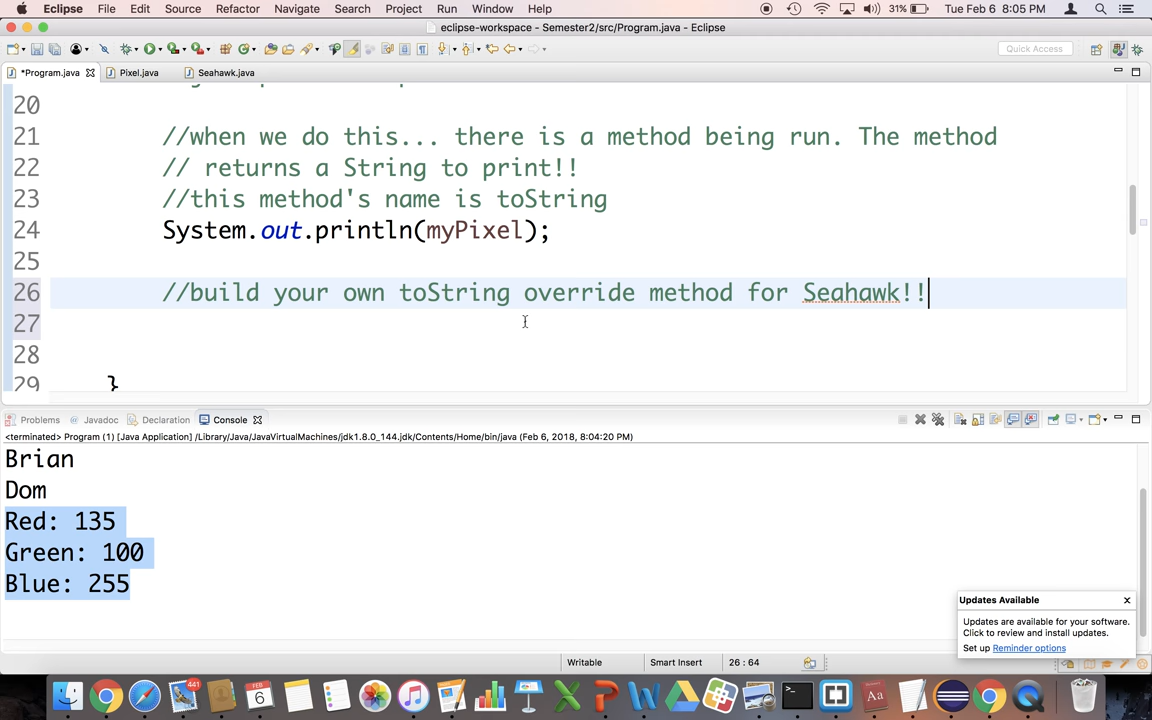 Eclipse File Edit Source Refactor Navigate Search Project Run Window Help 31% Tue Feb 6 8:05 PM
eclipse-workspace - Semester2/src/Program.java - Eclipse
Quick Access
*Program.java Pixel.java Seahawk.java
20
21 //when we do this... there is a method being run. The method
22 // returns a String to print!!
23 //this method's name is toString
24 System.out.println(myPixel);
25
26 //build your own toString override method for Seahawk!!
27
28
29 }
Problems Javadoc Declaration Console
<terminated> Program (1) [Java Application] /Library/Java/JavaVirtualMachines/jdk1.8.0_144.jdk/Contents/Home/bin/java (Feb 6, 2018, 8:04:20 PM)
Brian
Dom
Red: 135
Green: 100
Blue: 255
Updates Available
Updates are available for your software.
Click to review and install updates.
Set up Reminder options
Writable Smart Insert 26 : 64
441
FEB
6